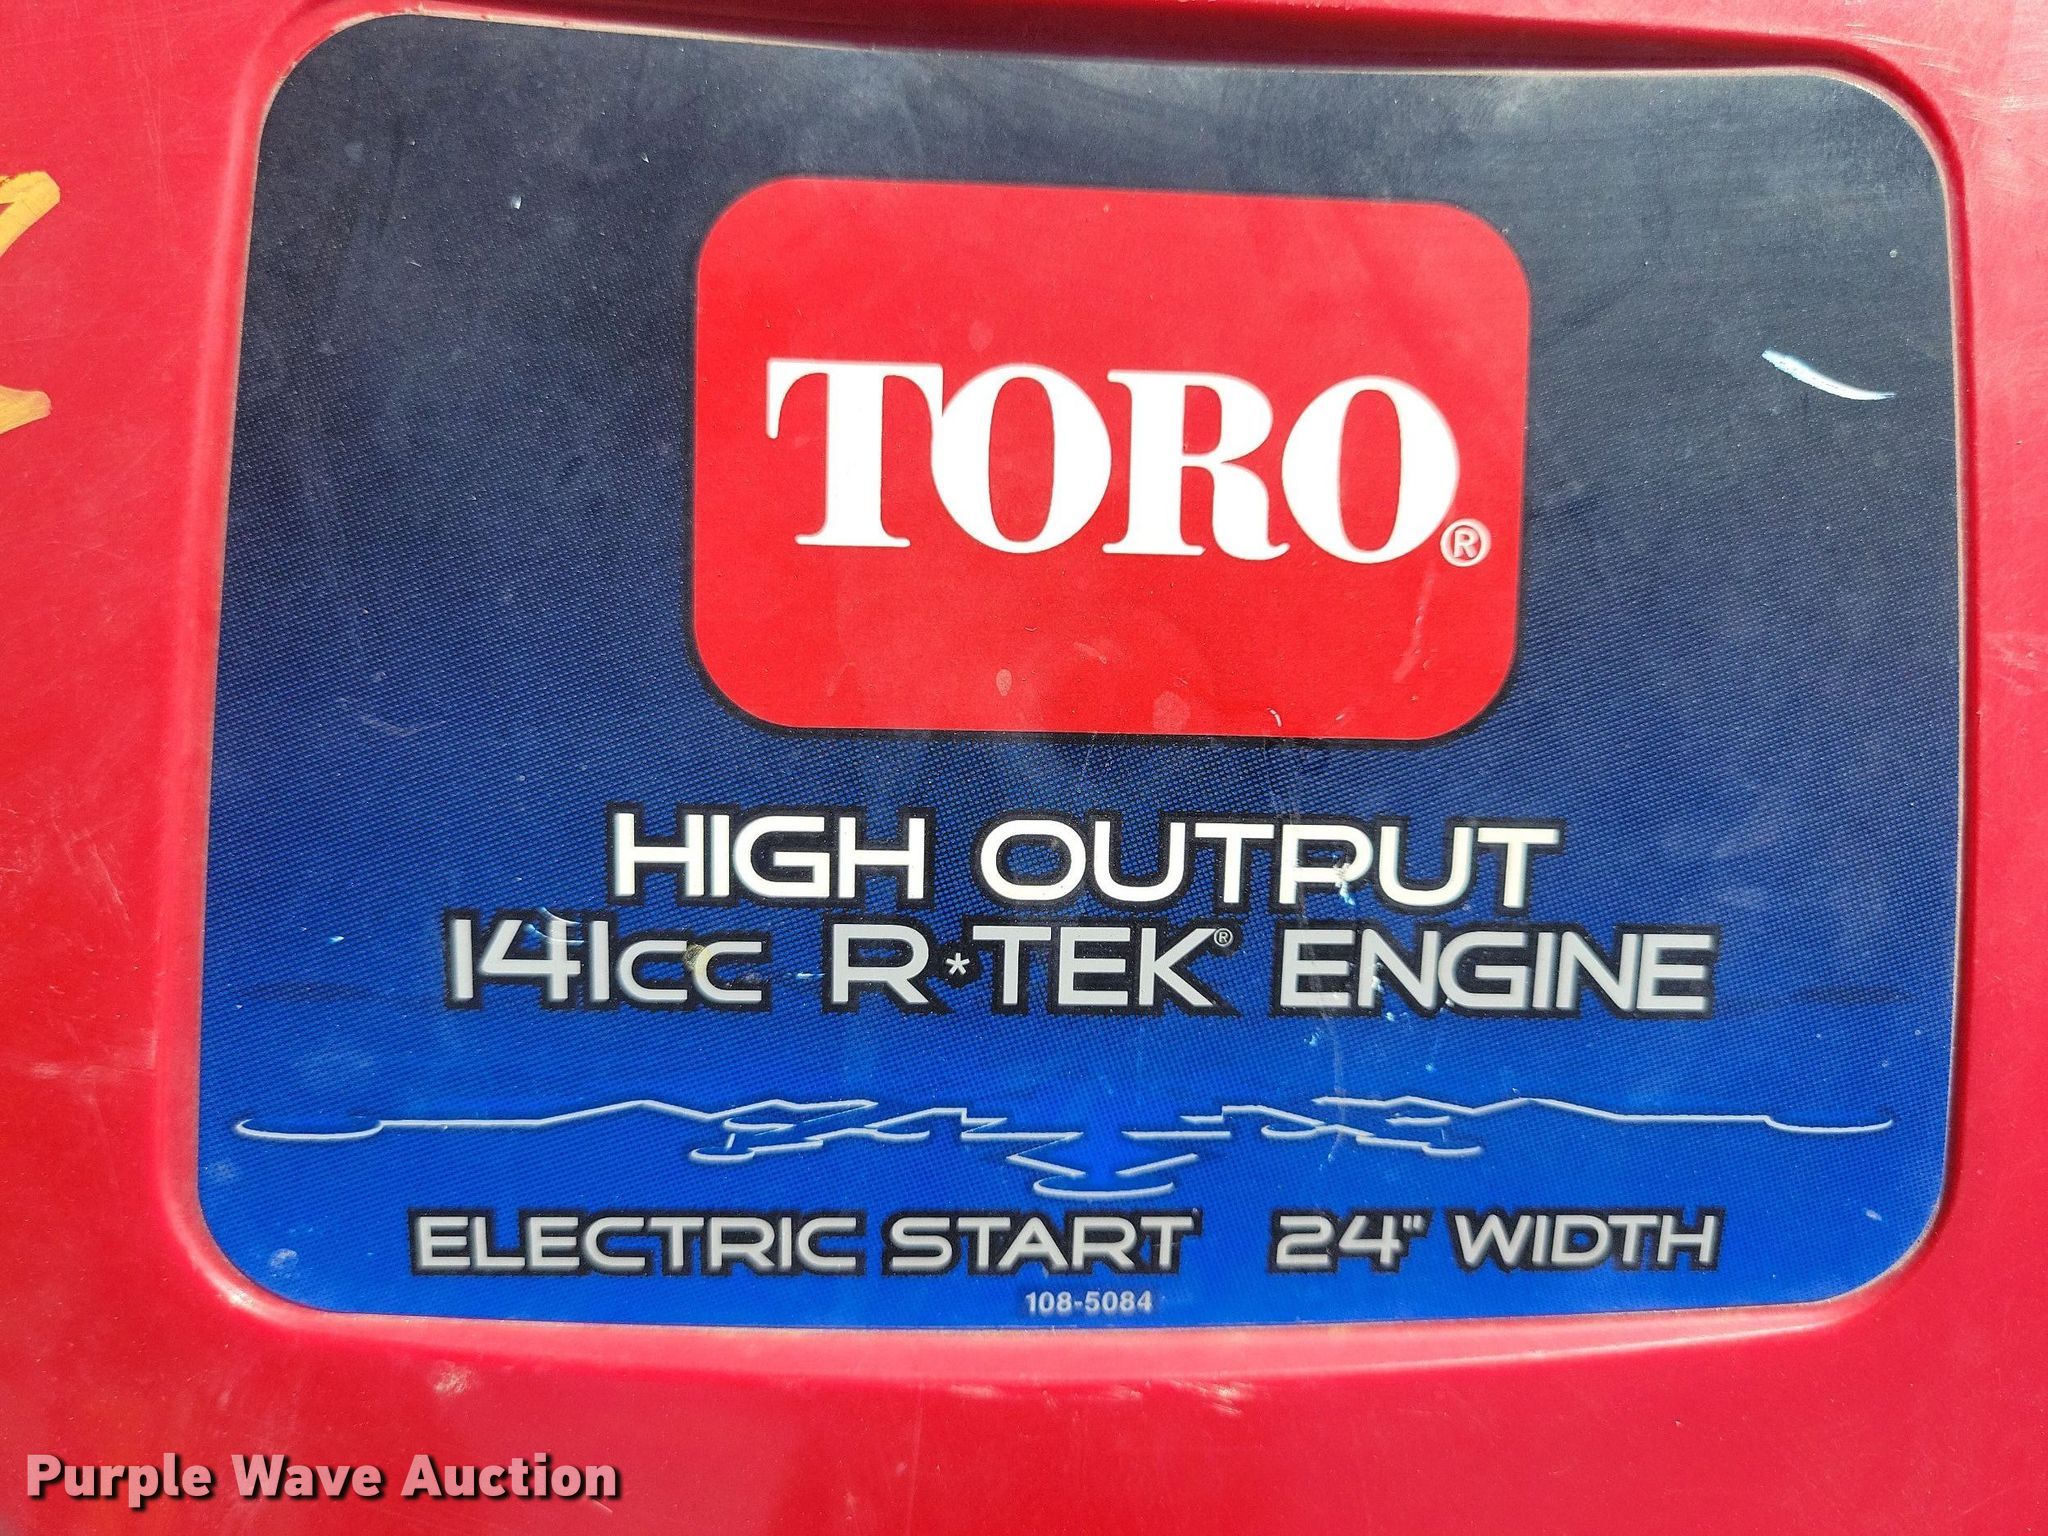 TORO®
HIGH OUTPUT
141cc R*TEK® ENGINE
ELECTRIC START 24" WIDTH
108-5084
Purple Wave Auction